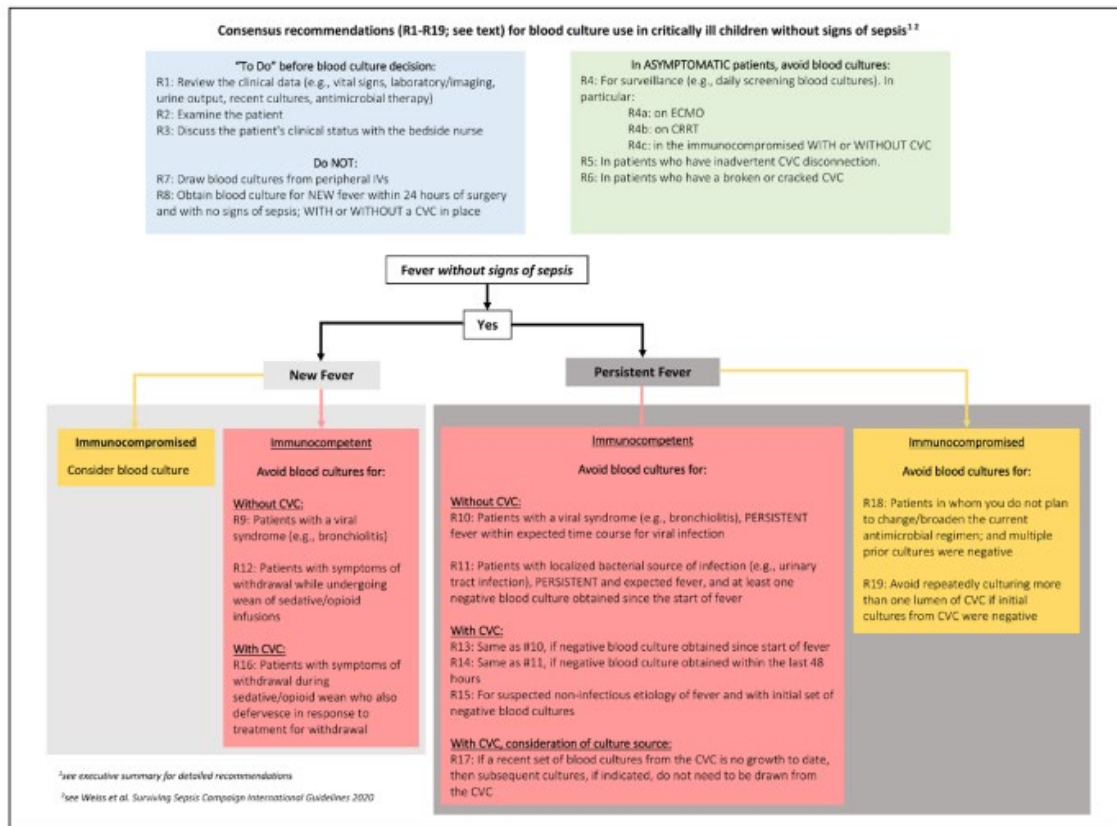 Consensus recommendations (R1-R19; see text) for blood culture use in critically ill children without signs of sepsis¹ ²
"To Do" before blood culture decision:
R1: Review the clinical data (e.g., vital signs, laboratory/imaging,
urine output, recent cultures, antimicrobial therapy)
R2: Examine the patient
R3: Discuss the patient's clinical status with the bedside nurse
Do NOT:
R7: Draw blood cultures from peripheral IVs
R8: Obtain blood culture for NEW fever within 24 hours of surgery
and with no signs of sepsis; WITH or WITHOUT a CVC in place
In ASYMPTOMATIC patients, avoid blood cultures:
R4: For surveillance (e.g., daily screening blood cultures). In
particular:
R4a: on ECMO
R4b: on CRRT
R4c: in the immunocompromised WITH or WITHOUT CVC
R5: In patients who have inadvertent CVC disconnection.
R6: In patients who have a broken or cracked CVC
Fever without signs of sepsis
Yes
New Fever
Persistent Fever
Immunocompromised
Consider blood culture
Immunocompetent
Avoid blood cultures for:
Without CVC:
R9: Patients with a viral
syndrome (e.g., bronchiolitis)
R12: Patients with symptoms of
withdrawal while undergoing
wean of sedative/opioid
infusions
With CVC:
R16: Patients with symptoms of
withdrawal during
sedative/opioid wean who also
defervesce in response to
treatment for withdrawal
Immunocompetent
Avoid blood cultures for:
Without CVC:
R10: Patients with a viral syndrome (e.g., bronchiolitis), PERSISTENT
fever within expected time course for viral infection
R11: Patients with localized bacterial source of infection (e.g., urinary
tract infection), PERSISTENT and expected fever, and at least one
negative blood culture obtained since the start of fever
With CVC:
R13: Same as #10, if negative blood culture obtained since start of fever
R14: Same as #11, if negative blood culture obtained within the last 48
hours
R15: For suspected non-infectious etiology of fever and with initial set of
negative blood cultures
With CVC, consideration of culture source:
R17: If a recent set of blood cultures from the CVC is no growth to date,
then subsequent cultures, if indicated, do not need to be drawn from
the CVC
Immunocompromised
Avoid blood cultures for:
R18: Patients in whom you do not plan
to change/broaden the current
antimicrobial regimen; and multiple
prior cultures were negative
R19: Avoid repeatedly culturing more
than one lumen of CVC if initial
cultures from CVC were negative
¹see executive summary for detailed recommendations
²see Weiss et al. Surviving Sepsis Campaign International Guidelines 2020